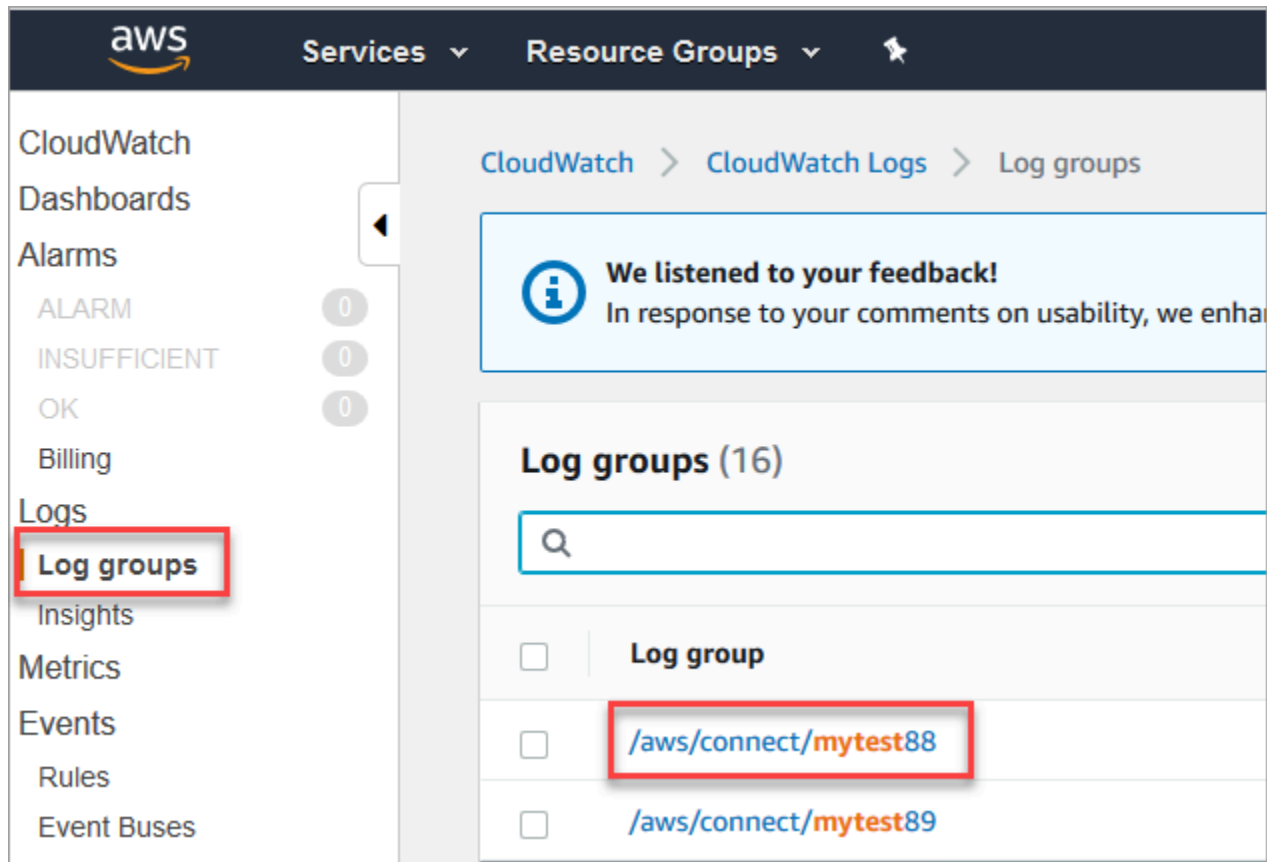 aws Services Resource Groups
CloudWatch
Dashboards
Alarms
ALARM 0
INSUFFICIENT 0
OK 0
Billing
Logs
Log groups
Insights
Metrics
Events
Rules
Event Buses
CloudWatch > CloudWatch Logs > Log groups
We listened to your feedback!
In response to your comments on usability, we enha
Log groups (16)
Log group
/aws/connect/mytest88
/aws/connect/mytest89